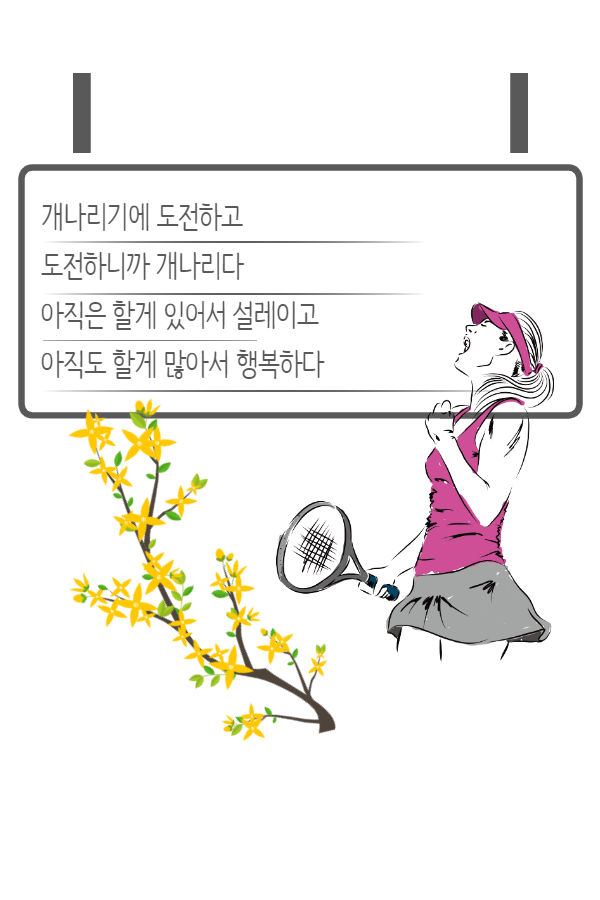 개나리기에 도전하고
도전하니까 개나리다
아직은 할게 있어서 설레이고
아직도 할게 많아서 행복하다